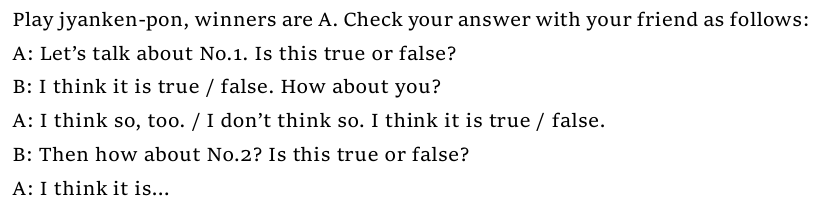 Play jyanken-pon, winners are A. Check your answer with your friend as follows:
A: Let’s talk about No.1. Is this true or false?
B: I think it is true / false. How about you?
A: I think so, too. / I don’t think so. I think it is true / false.
B: Then how about No.2? Is this true or false?
A: I think it is...